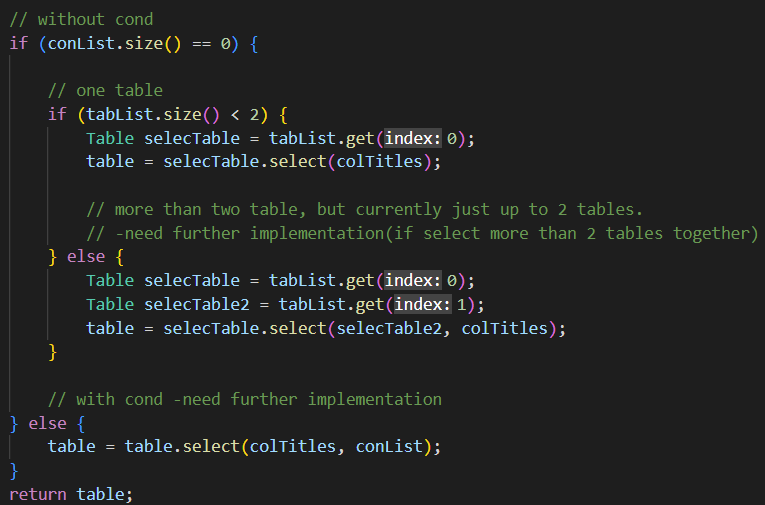 // without cond
if (conList.size() == 0) {
// one table
if (tabList.size() < 2) {
Table selecTable = tabList.get(index: 0);
table = selecTable.select(colTitles);
// more than two table, but currently just up to 2 tables.
// -need further implementation(if select more than 2 tables together)
} else {
Table selecTable = tabList.get(index: 0);
Table selecTable2 = tabList.get(index: 1);
table = selecTable.select(selecTable2, colTitles);
}
// with cond -need further implementation
} else {
table = table.select(colTitles, conList);
}
return table;